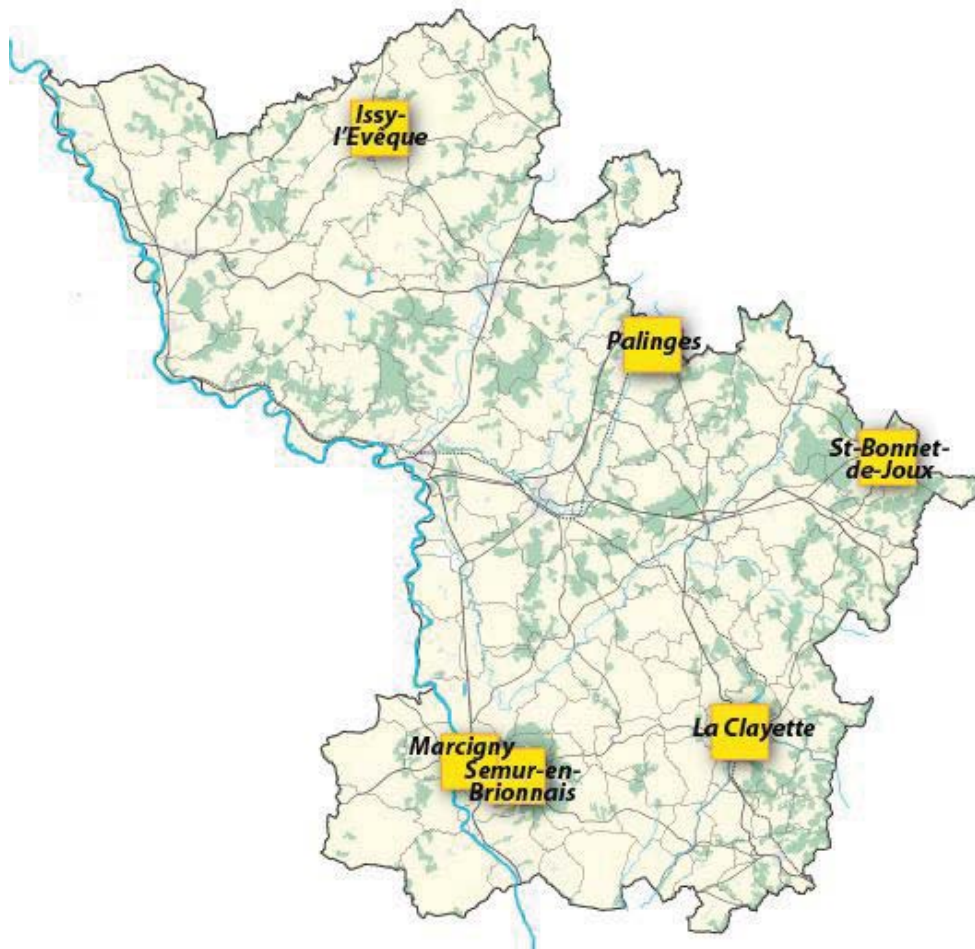 Issy-
l'Evêque
Palinges
St-Bonnet-
de-Joux
La Clayette
Marcigny
Semur-en-
Brionnais